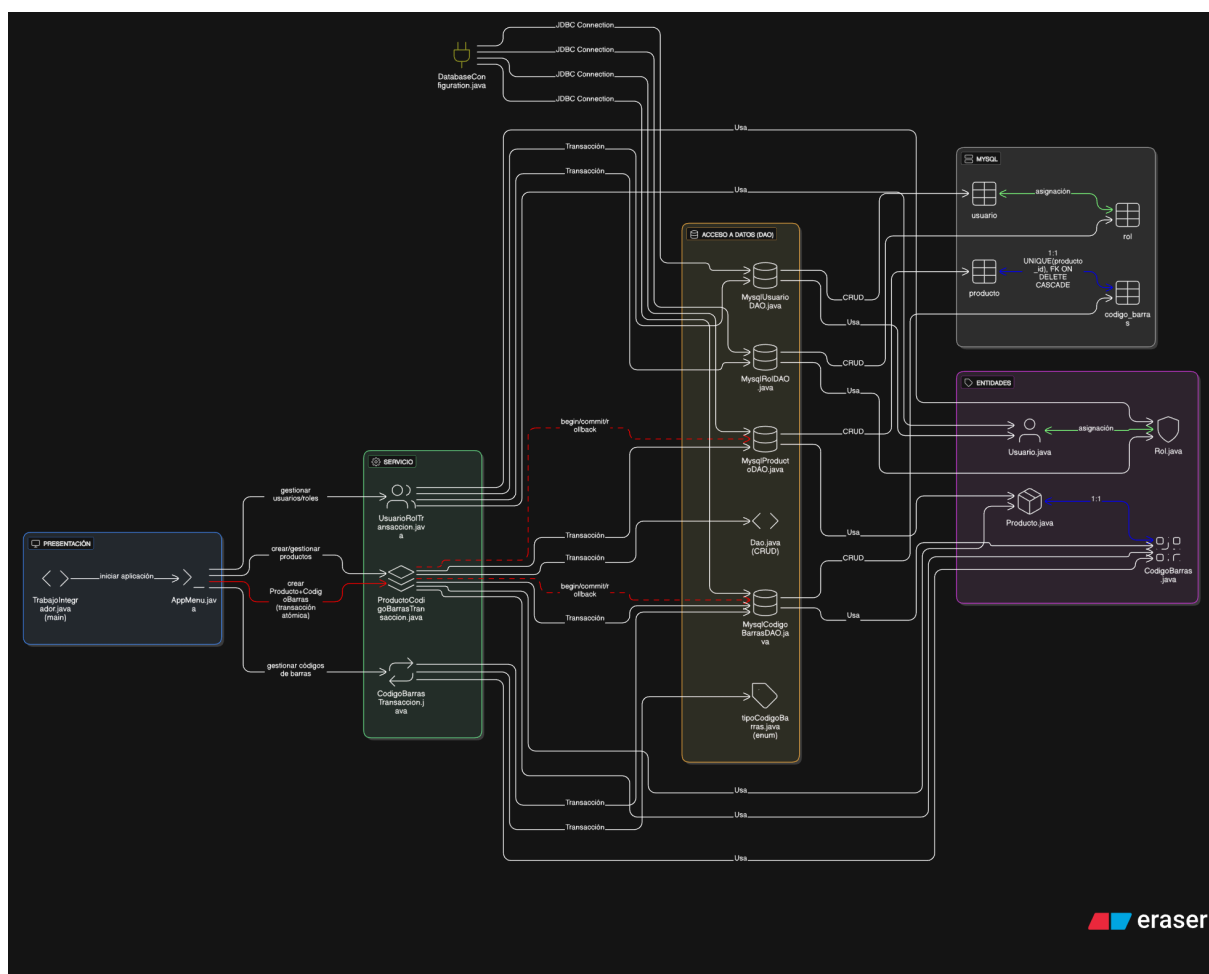 JDBC Connection
JDBC Connection
JDBC Connection
JDBC Connection
DatabaseCon
figuration.java
Usa
Transacción
Transacción
Usa
MYSQL
usuario
asignación
rol
producto
1:1
UNIQUE(producto
_id), FK ON
DELETE
CASCADE
codigo_barra
s
ACCESO A DATOS (DAO)
MysqlUsuario
DAO.java
CRUD
Usa
MysqlRolDAO
.java
CRUD
Usa
MysqlProduct
oDAO.java
CRUD
Usa
Dao.java
(CRUD)
CRUD
MysqlCodigo
BarrasDAO.jav
a
Usa
tipoCodigoBa
rras.java
(enum)
ENTIDADES
Usuario.java
asignación
Rol.java
Producto.java
1:1
CodigoBarras
.java
begin/commit/r
ollback
SERVICIO
UsuarioRolTr
ansaccion.jav
a
ProductoCodi
goBarrasTran
saccion.java
CodigoBarras
Transaccion.j
ava
Transacción
Transacción
begin/commit/r
ollback
Transacción
gestionar
usuarios/roles
crear/gestionar
productos
crear
Producto+Codig
oBarras
(transacción
atómica)
gestionar códigos
de barras
PRESENTACIÓN
TrabajoIntegr
ador.java
(main)
iniciar aplicación
AppMenu.jav
a
Usa
Transacción
Usa
Transacción
Usa
eraser